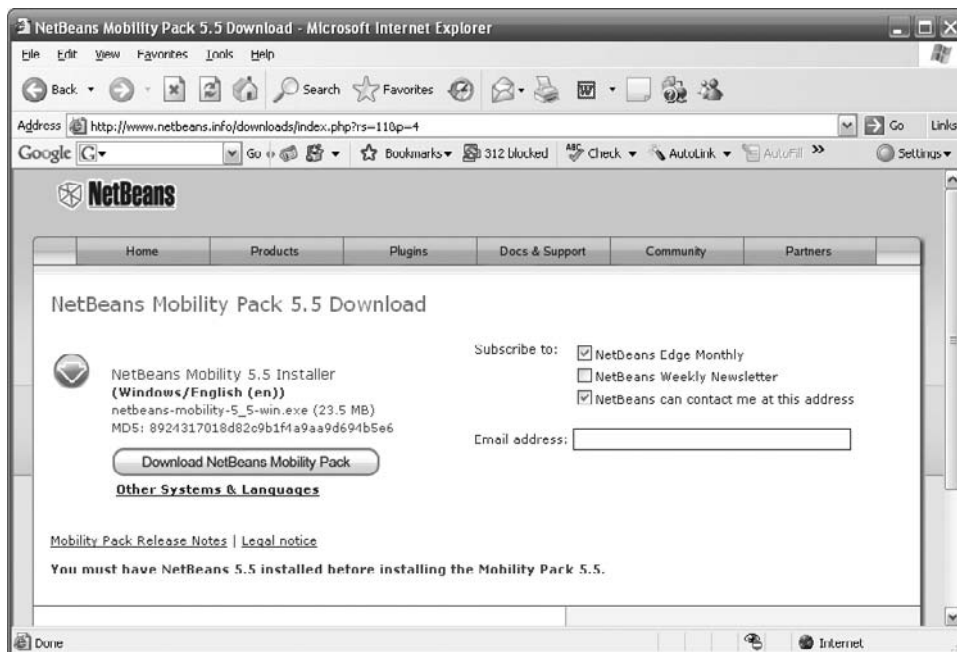 NetBeans Mobility Pack 5.5 Download - Microsoft Internet Explorer
File Edit View Favorites Tools Help
Back Search Favorites
Address http://www.netbeans.info/downloads/index.php?rs=11&p=4 Go Links
Google G Go Bookmarks 312 blocked ABC Check AutoLink AutoFill >> Settings
NetBeans
Home Products Plugins Docs & Support Community Partners
NetBeans Mobility Pack 5.5 Download
Subscribe to: NetBeans Edge Monthly
NetBeans Weekly Newsletter
NetBeans can contact me at this address
Email address:
NetBeans Mobility 5.5 Installer
(Windows/English (en))
netbeans-mobility-5_5-win.exe (23.5 MB)
MD5: 8924317018d82c9b1f4a9aa9d694b5e6
Download NetBeans Mobility Pack
Other Systems & Languages
Mobility Pack Release Notes | Legal notice
You must have NetBeans 5.5 installed before installing the Mobility Pack 5.5.
Done Internet